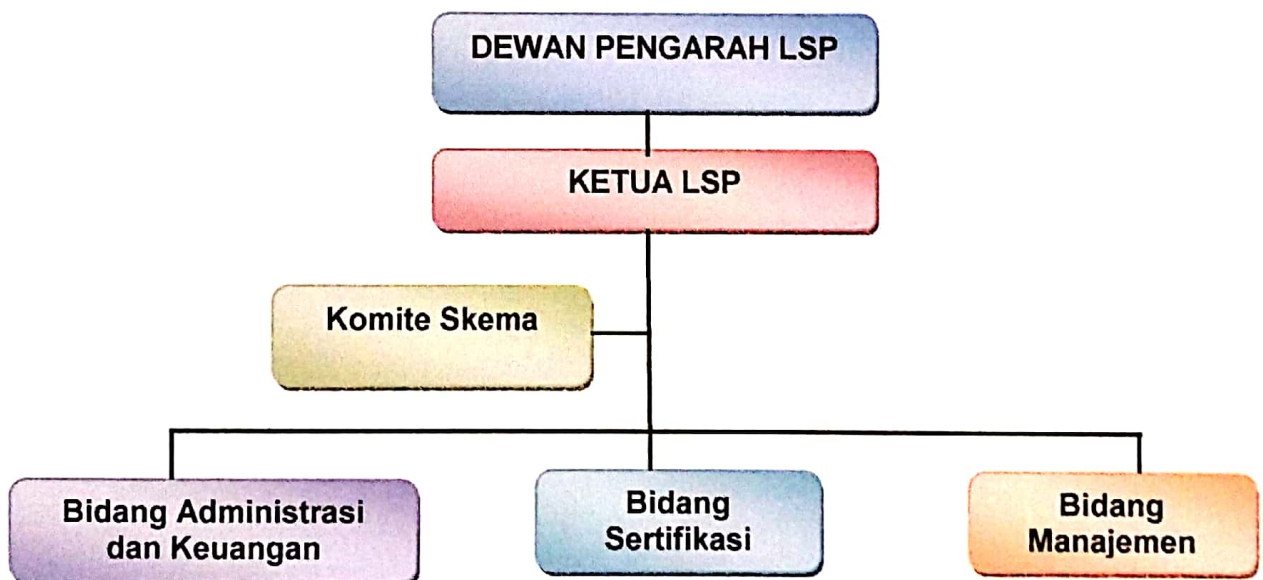 DEWAN PENGARAH LSP
KETUA LSP
Komite Skema
Bidang Administrasi
dan Keuangan
Bidang
Sertifikasi
Bidang
Manajemen